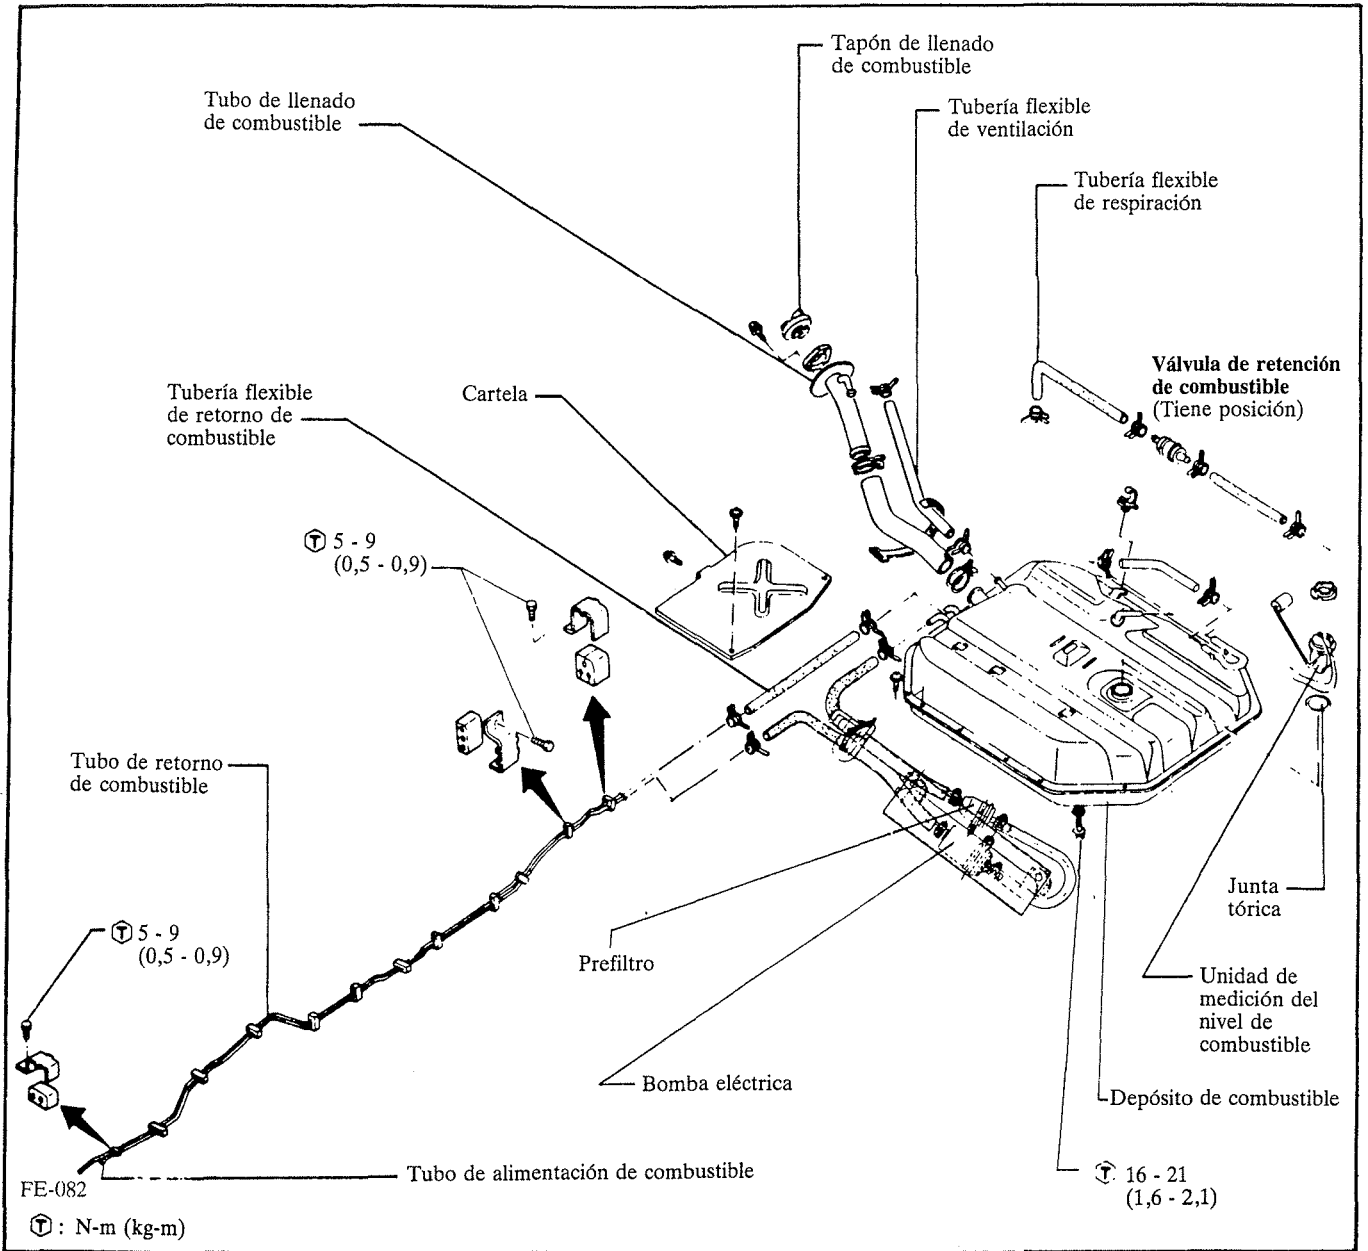 Tapón de llenado
de combustible
Tubo de llenado
de combustible
Tubería flexible
de ventilación
Tubería flexible
de respiración
Válvula de retención
de combustible
(Tiene posición)
Tubería flexible
de retorno de
combustible
Cartela
T 5 - 9
(0,5 - 0,9)
Tubo de retorno
de combustible
T 5 - 9
(0,5 - 0,9)
Prefiltro
Junta
tórica
Unidad de
medición del
nivel de
combustible
Bomba eléctrica
Depósito de combustible
Tubo de alimentación de combustible
T 16 - 21
(1,6 - 2,1)
FE-082
T : N-m (kg-m)